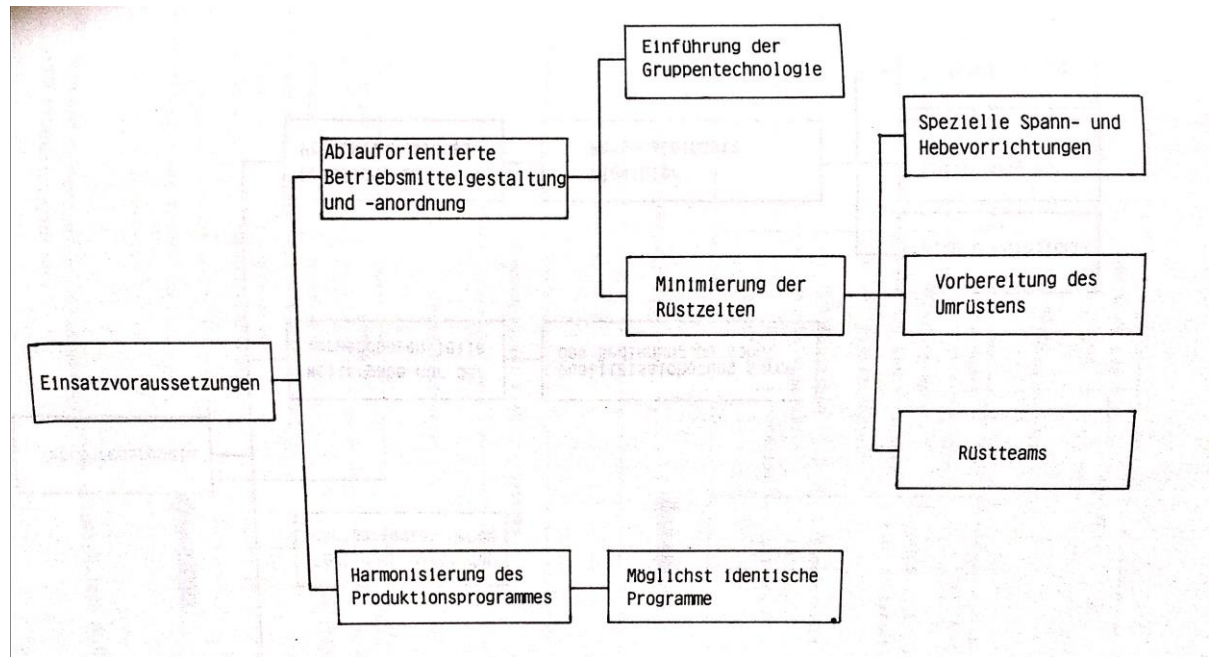 Einführung der
Gruppentechnologie
Spezielle Spann- und
Hebevorrichtungen
Ablauforientierte
Betriebsmittelgestaltung
und -anordnung
Minimierung der
Rüstzeiten
Vorbereitung des
Umrüstens
Einsatzvoraussetzungen
Rüstteams
Harmonisierung des
Produktionsprogrammes
Möglichst identische
Programme